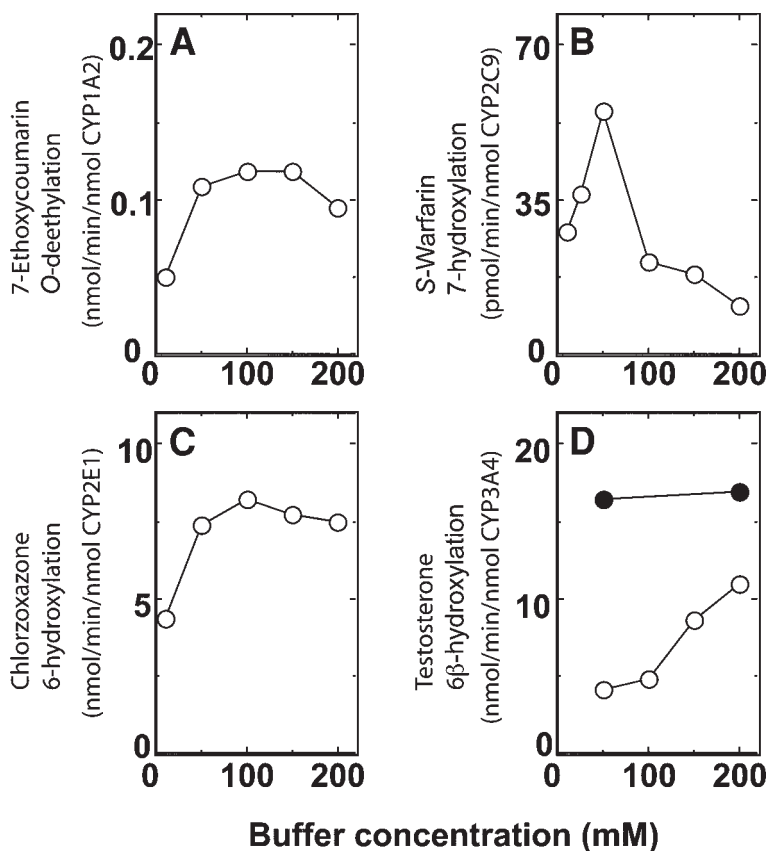 A
7-Ethoxycoumarin
O-deethylation
(nmol/min/nmol CYP1A2)
0.2
0.1
0
0 100 200
B
S-Warfarin
7-hydroxylation
(pmol/min/nmol CYP2C9)
70
35
0
0 100 200
C
Chlorzoxazone
6-hydroxylation
(nmol/min/nmol CYP2E1)
10
5
0
0 100 200
D
Testosterone
6β-hydroxylation
(nmol/min/nmol CYP3A4)
20
10
0
0 100 200
Buffer concentration (mM)